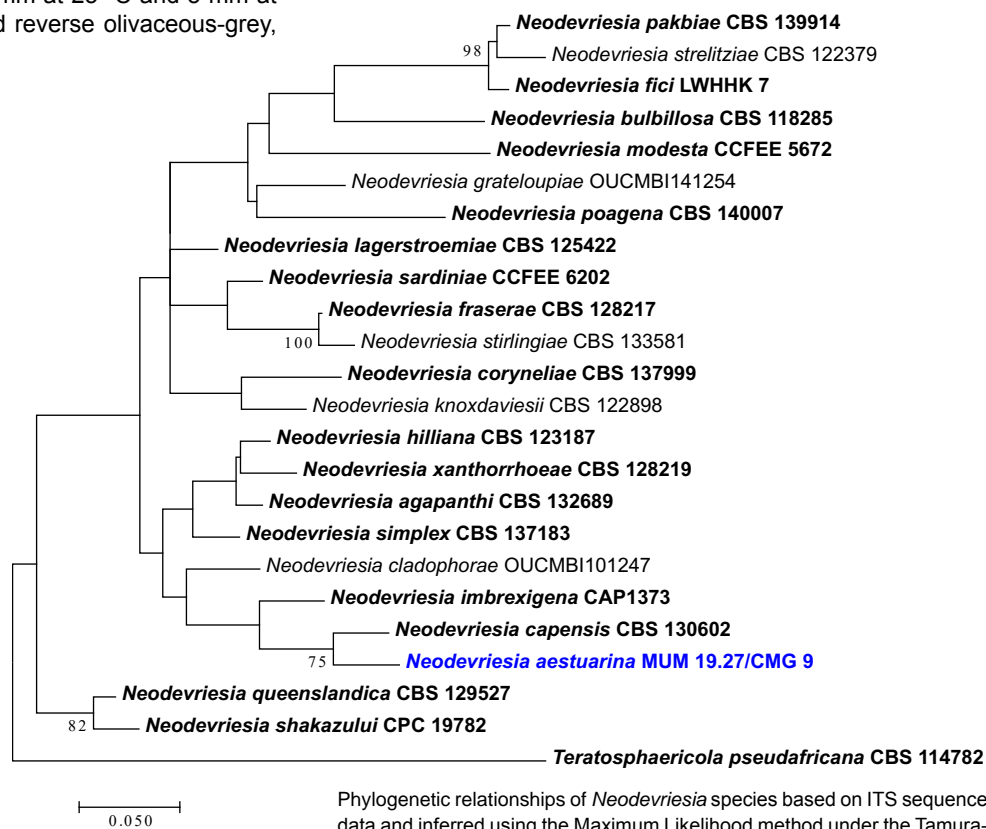 mm at 25 °C and
d reverse olivaceous-grey,
Neodevriesia pakbiae CBS 139914
98
Neodevriesia strelitziae CBS 122379
Neodevriesia fici LWHHK 7
Neodevriesia bulbillosa CBS 118285
Neodevriesia modesta CCFEE 5672
Neodevriesia grateloupiae OUCMBI141254
Neodevriesia poagena CBS 140007
Neodevriesia lagerstroemiae CBS 125422
Neodevriesia sardiniae CCFEE 6202
Neodevriesia fraserae CBS 128217
100
Neodevriesia stirlingiae CBS 133581
Neodevriesia coryneliae CBS 137999
Neodevriesia knoxdaviesii CBS 122898
Neodevriesia hilliana CBS 123187
Neodevriesia xanthorrhoeae CBS 128219
Neodevriesia agapanthi CBS 132689
Neodevriesia simplex CBS 137183
Neodevriesia cladophorae OUCMBI101247
Neodevriesia imbrexigena CAP1373
Neodevriesia capensis CBS 130602
75
Neodevriesia aestuarina MUM 19.27/CMG 9
Neodevriesia queenslandica CBS 129527
82
Neodevriesia shakazului CPC 19782
Teratosphaericola pseudafricana CBS 114782
0.050
Phylogenetic relationships of Neodevriesia species based on ITS sequence
data and inferred using the Maximum Likelihood method under the Tamura-